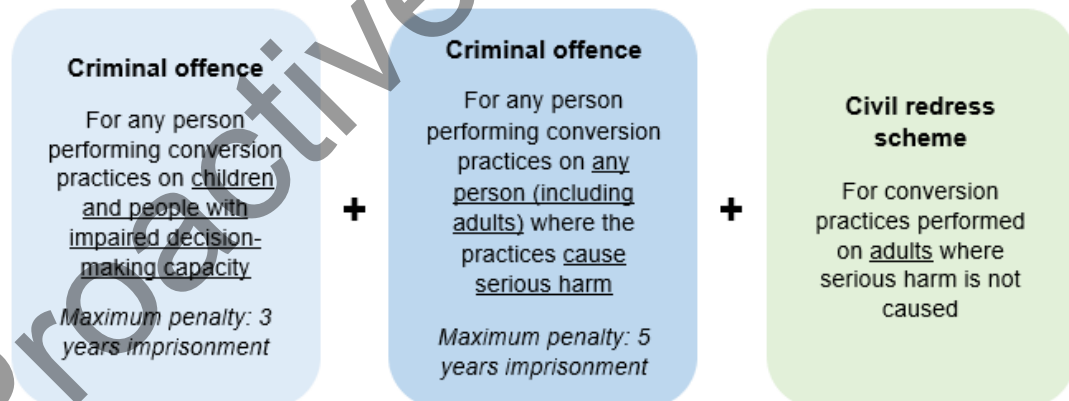 Criminal offence
For any person
performing conversion
practices on children
and people with
impaired decision-
making capacity
Maximum penalty: 3
years imprisonment
+
Criminal offence
For any person
performing conversion
practices on any
person (including
adults) where the
practices cause
serious harm
Maximum penalty: 5
years imprisonment
+
Civil redress
scheme
For conversion
practices performed
on adults where
serious harm is not
caused
Proactive